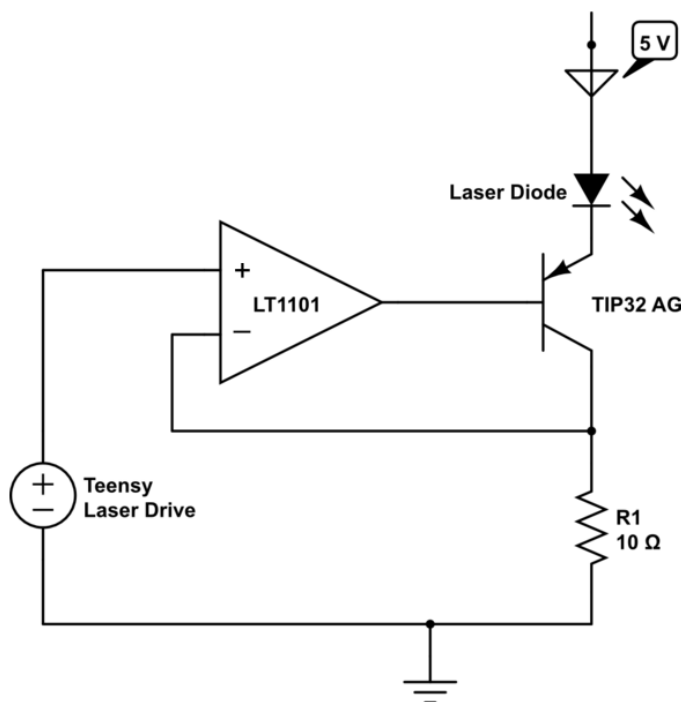 5 V
Laser Diode
+
LT1101
TIP32 AG
−
+
−
Teensy
Laser Drive
R1
10 Ω